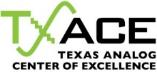 TxACE
TEXAS ANALOG
CENTER OF EXCELLENCE